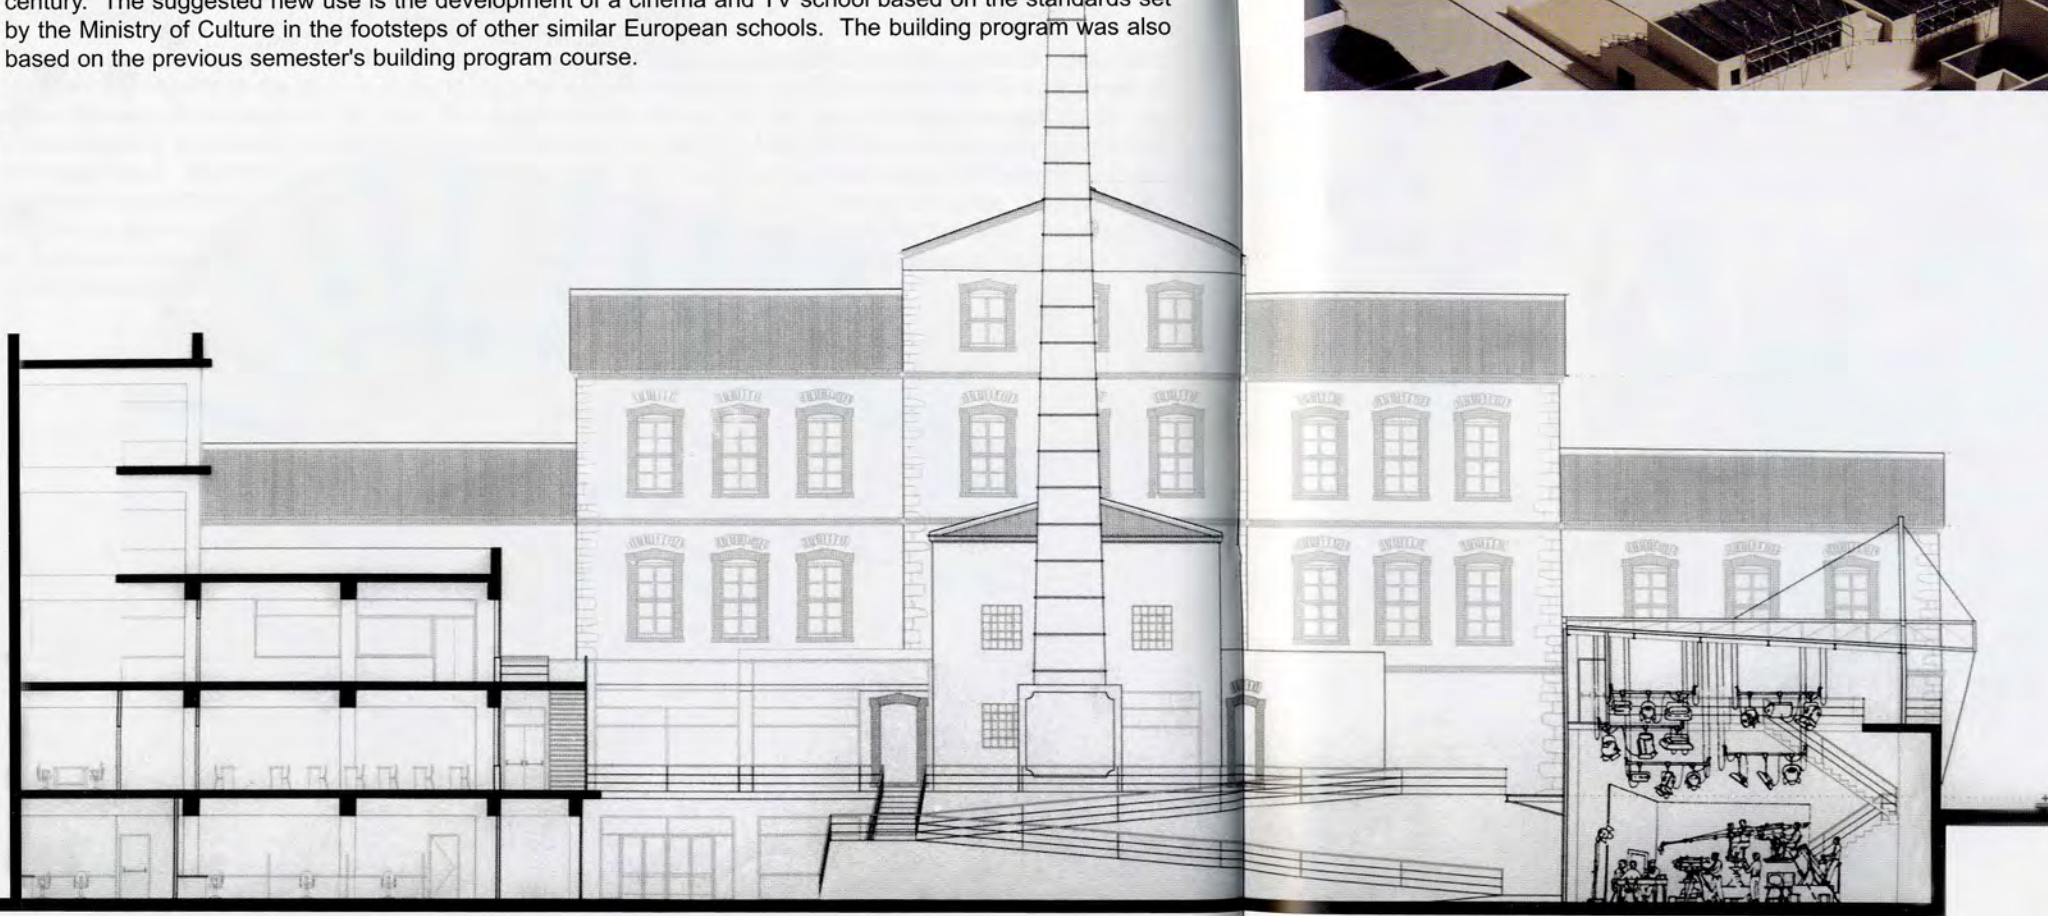 century. The suggested new use is the development of a cinema and TV school based on the standards set
by the Ministry of Culture in the footsteps of other similar European schools. The building program was also
based on the previous semester's building program course.